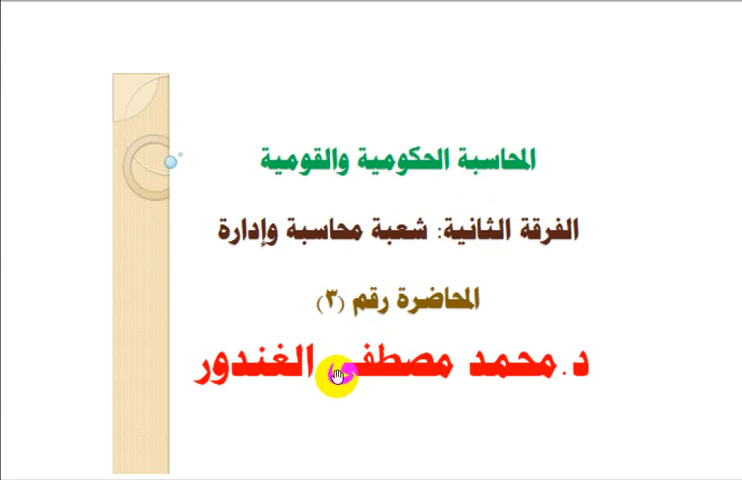 المحاسبة الحكومية والقومية
الفرقة الثانية: شعبة محاسبة وإدارة
المحاضرة رقم (٣)
د.محمد مصطفى الغندور